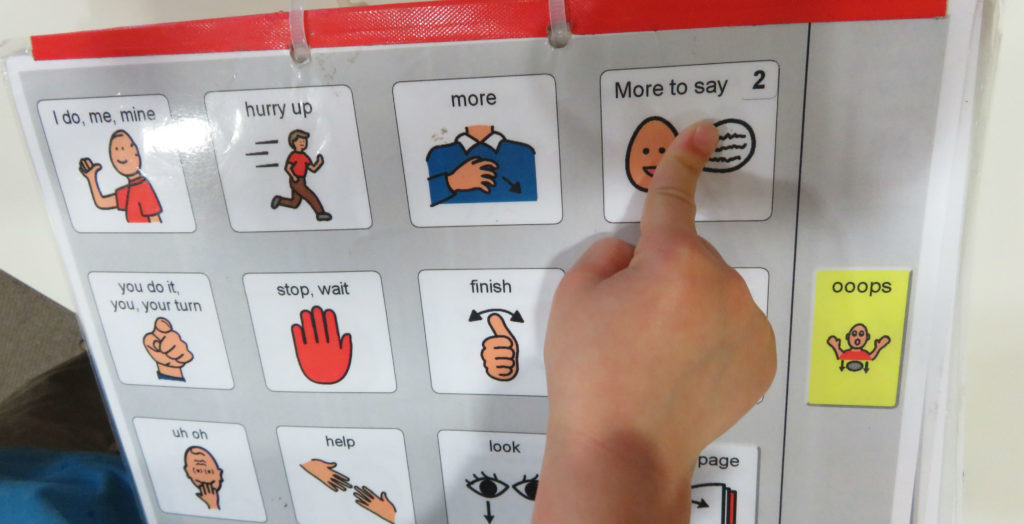 I do, me, mine
hurry up
more
More to say 2
you do it,
you, your turn
stop, wait
finish
ooops
uh oh
help
look
page